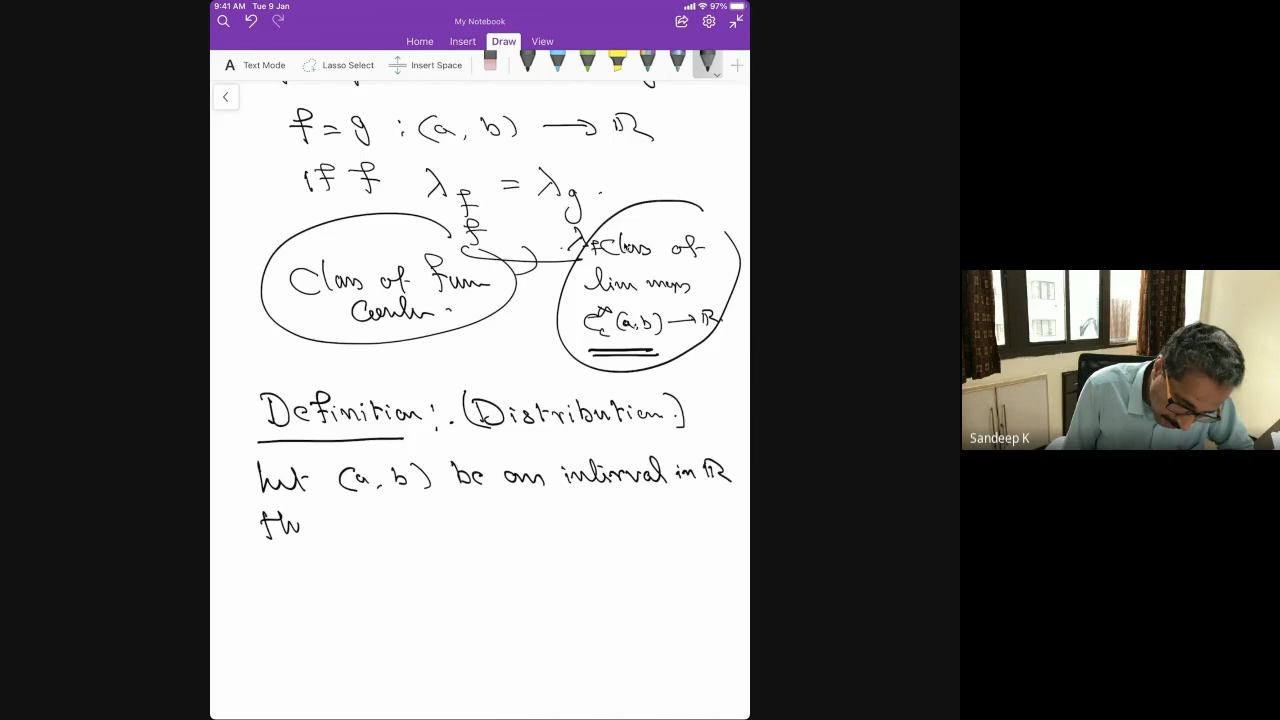 9:41 AM Tue 9 Jan
97%
My Notebook
Home Insert Draw View
A Text Mode Lasso Select Insert Space
f = g : (a, b) → ℝ
if f λ_f = λ_g .
f
λ_f
Class of Fun
Contn .
Class of
lin maps
C_c^∞ (a,b) → ℝ
Definition : . (Distribution.)
Let (a, b) be an interval in ℝ
th
Sandeep K